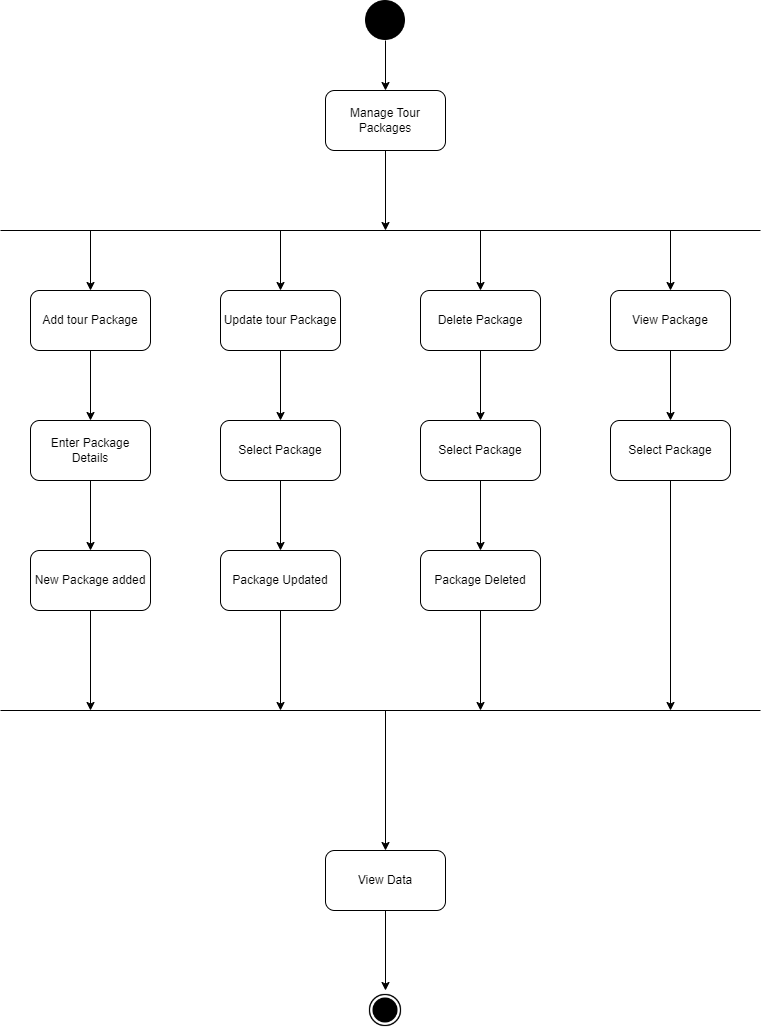 Manage Tour
Packages
Add tour Package
Update tour Package
Delete Package
View Package
Enter Package
Details
Select Package
Select Package
Select Package
New Package added
Package Updated
Package Deleted
View Data